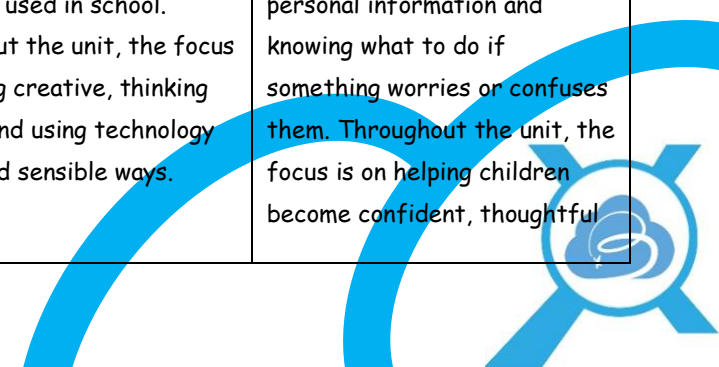 used in school.
ut the unit, the focus
g creative, thinking
nd using technology
d sensible ways.
personal information and
knowing what to do if
something worries or confuses
them. Throughout the unit, the
focus is on helping children
become confident, thoughtful